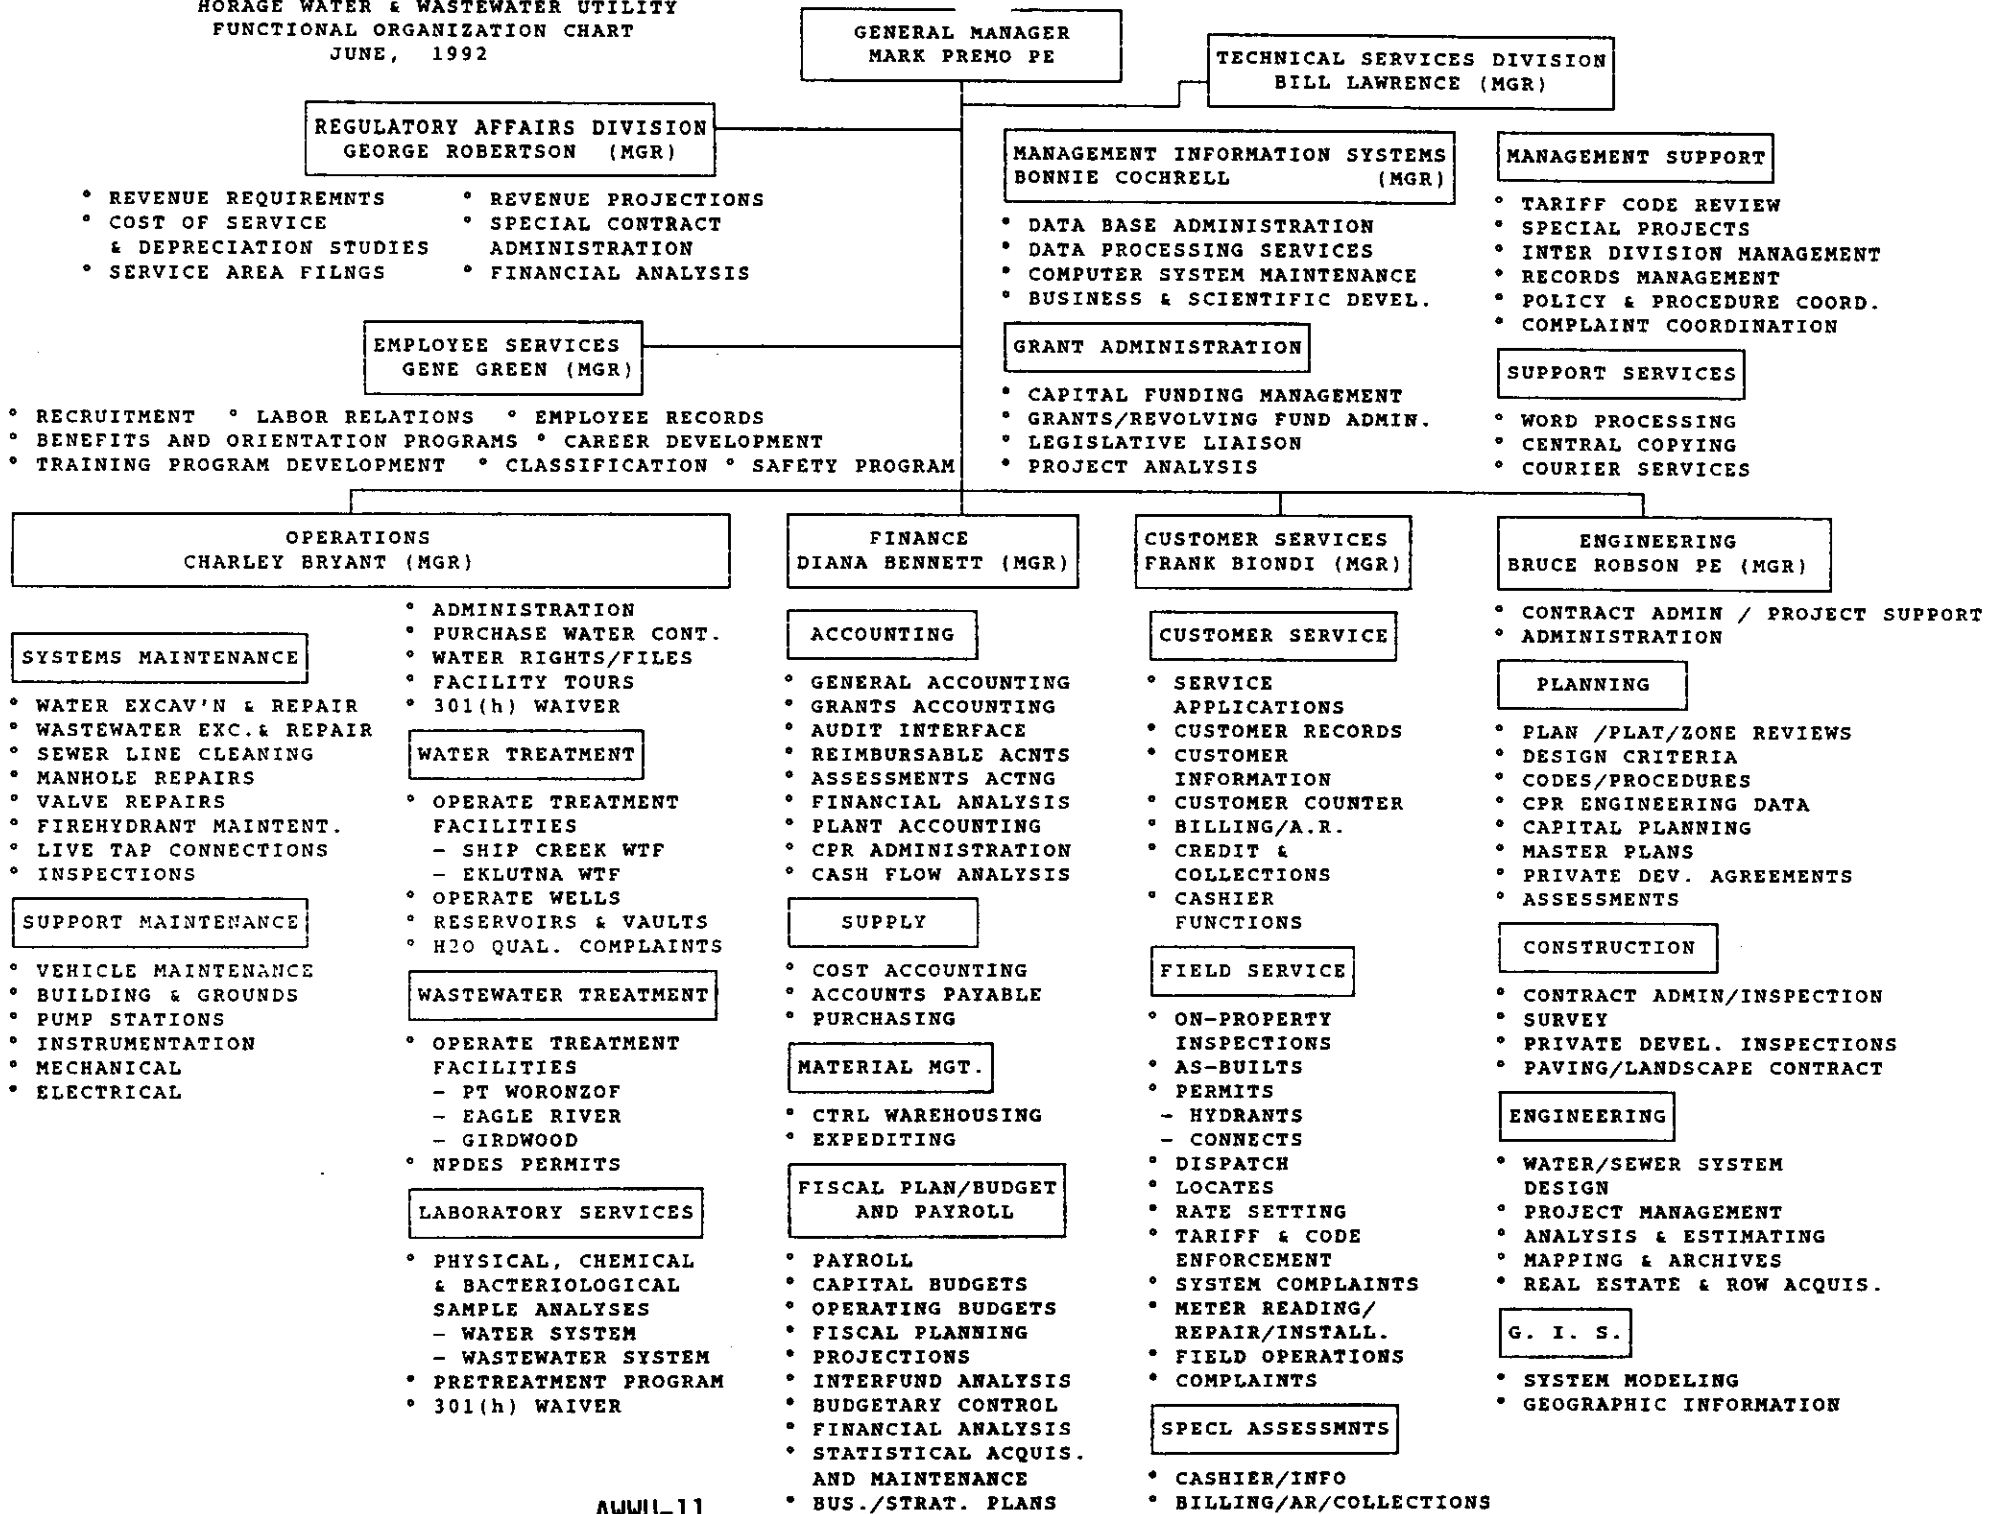 HORAGE WATER & WASTEWATER UTILITY
FUNCTIONAL ORGANIZATION CHART
JUNE, 1992
GENERAL MANAGER
MARK PREMO PE
TECHNICAL SERVICES DIVISION
BILL LAWRENCE (MGR)
REGULATORY AFFAIRS DIVISION
GEORGE ROBERTSON (MGR)
° REVENUE REQUIREMNTS
° COST OF SERVICE
& DEPRECIATION STUDIES
° SERVICE AREA FILNGS
° REVENUE PROJECTIONS
° SPECIAL CONTRACT
ADMINISTRATION
° FINANCIAL ANALYSIS
MANAGEMENT INFORMATION SYSTEMS
BONNIE COCHRELL (MGR)
° DATA BASE ADMINISTRATION
° DATA PROCESSING SERVICES
° COMPUTER SYSTEM MAINTENANCE
° BUSINESS & SCIENTIFIC DEVEL.
MANAGEMENT SUPPORT
° TARIFF CODE REVIEW
° SPECIAL PROJECTS
° INTER DIVISION MANAGEMENT
° RECORDS MANAGEMENT
° POLICY & PROCEDURE COORD.
° COMPLAINT COORDINATION
EMPLOYEE SERVICES
GENE GREEN (MGR)
° RECRUITMENT ° LABOR RELATIONS ° EMPLOYEE RECORDS
° BENEFITS AND ORIENTATION PROGRAMS ° CAREER DEVELOPMENT
° TRAINING PROGRAM DEVELOPMENT ° CLASSIFICATION ° SAFETY PROGRAM
GRANT ADMINISTRATION
° CAPITAL FUNDING MANAGEMENT
° GRANTS/REVOLVING FUND ADMIN.
° LEGISLATIVE LIAISON
° PROJECT ANALYSIS
SUPPORT SERVICES
° WORD PROCESSING
° CENTRAL COPYING
° COURIER SERVICES
OPERATIONS
CHARLEY BRYANT (MGR)
SYSTEMS MAINTENANCE
° WATER EXCAV'N & REPAIR
° WASTEWATER EXC.& REPAIR
° SEWER LINE CLEANING
° MANHOLE REPAIRS
° VALVE REPAIRS
° FIREHYDRANT MAINTENT.
° LIVE TAP CONNECTIONS
° INSPECTIONS
SUPPORT MAINTENANCE
° VEHICLE MAINTENANCE
° BUILDING & GROUNDS
° PUMP STATIONS
° INSTRUMENTATION
° MECHANICAL
° ELECTRICAL
° ADMINISTRATION
° PURCHASE WATER CONT.
° WATER RIGHTS/FILES
° FACILITY TOURS
° 301(h) WAIVER
WATER TREATMENT
° OPERATE TREATMENT
FACILITIES
- SHIP CREEK WTF
- EKLUTNA WTF
° OPERATE WELLS
° RESERVOIRS & VAULTS
° H2O QUAL. COMPLAINTS
WASTEWATER TREATMENT
° OPERATE TREATMENT
FACILITIES
- PT WORONZOF
- EAGLE RIVER
- GIRDWOOD
° NPDES PERMITS
LABORATORY SERVICES
° PHYSICAL, CHEMICAL
& BACTERIOLOGICAL
SAMPLE ANALYSES
- WATER SYSTEM
- WASTEWATER SYSTEM
° PRETREATMENT PROGRAM
° 301(h) WAIVER
FINANCE
DIANA BENNETT (MGR)
ACCOUNTING
° GENERAL ACCOUNTING
° GRANTS ACCOUNTING
° AUDIT INTERFACE
° REIMBURSABLE ACNTS
° ASSESSMENTS ACTNG
° FINANCIAL ANALYSIS
° PLANT ACCOUNTING
° CPR ADMINISTRATION
° CASH FLOW ANALYSIS
SUPPLY
° COST ACCOUNTING
° ACCOUNTS PAYABLE
° PURCHASING
MATERIAL MGT.
° CTRL WAREHOUSING
° EXPEDITING
FISCAL PLAN/BUDGET
AND PAYROLL
° PAYROLL
° CAPITAL BUDGETS
° OPERATING BUDGETS
° FISCAL PLANNING
° PROJECTIONS
° INTERFUND ANALYSIS
° BUDGETARY CONTROL
° FINANCIAL ANALYSIS
° STATISTICAL ACQUIS.
AND MAINTENANCE
° BUS./STRAT. PLANS
CUSTOMER SERVICES
FRANK BIONDI (MGR)
CUSTOMER SERVICE
° SERVICE
APPLICATIONS
° CUSTOMER RECORDS
° CUSTOMER
INFORMATION
° CUSTOMER COUNTER
° BILLING/A.R.
° CREDIT &
COLLECTIONS
° CASHIER
FUNCTIONS
FIELD SERVICE
° ON-PROPERTY
INSPECTIONS
° AS-BUILTS
° PERMITS
- HYDRANTS
- CONNECTS
° DISPATCH
° LOCATES
° RATE SETTING
° TARIFF & CODE
ENFORCEMENT
° SYSTEM COMPLAINTS
° METER READING/
REPAIR/INSTALL.
° FIELD OPERATIONS
° COMPLAINTS
SPECL ASSESSMNTS
° CASHIER/INFO
° BILLING/AR/COLLECTIONS
ENGINEERING
BRUCE ROBSON PE (MGR)
° CONTRACT ADMIN / PROJECT SUPPORT
° ADMINISTRATION
PLANNING
° PLAN /PLAT/ZONE REVIEWS
° DESIGN CRITERIA
° CODES/PROCEDURES
° CPR ENGINEERING DATA
° CAPITAL PLANNING
° MASTER PLANS
° PRIVATE DEV. AGREEMENTS
° ASSESSMENTS
CONSTRUCTION
° CONTRACT ADMIN/INSPECTION
° SURVEY
° PRIVATE DEVEL. INSPECTIONS
° PAVING/LANDSCAPE CONTRACT
ENGINEERING
° WATER/SEWER SYSTEM
DESIGN
° PROJECT MANAGEMENT
° ANALYSIS & ESTIMATING
° MAPPING & ARCHIVES
° REAL ESTATE & ROW ACQUIS.
G. I. S.
° SYSTEM MODELING
° GEOGRAPHIC INFORMATION
AWWU-11